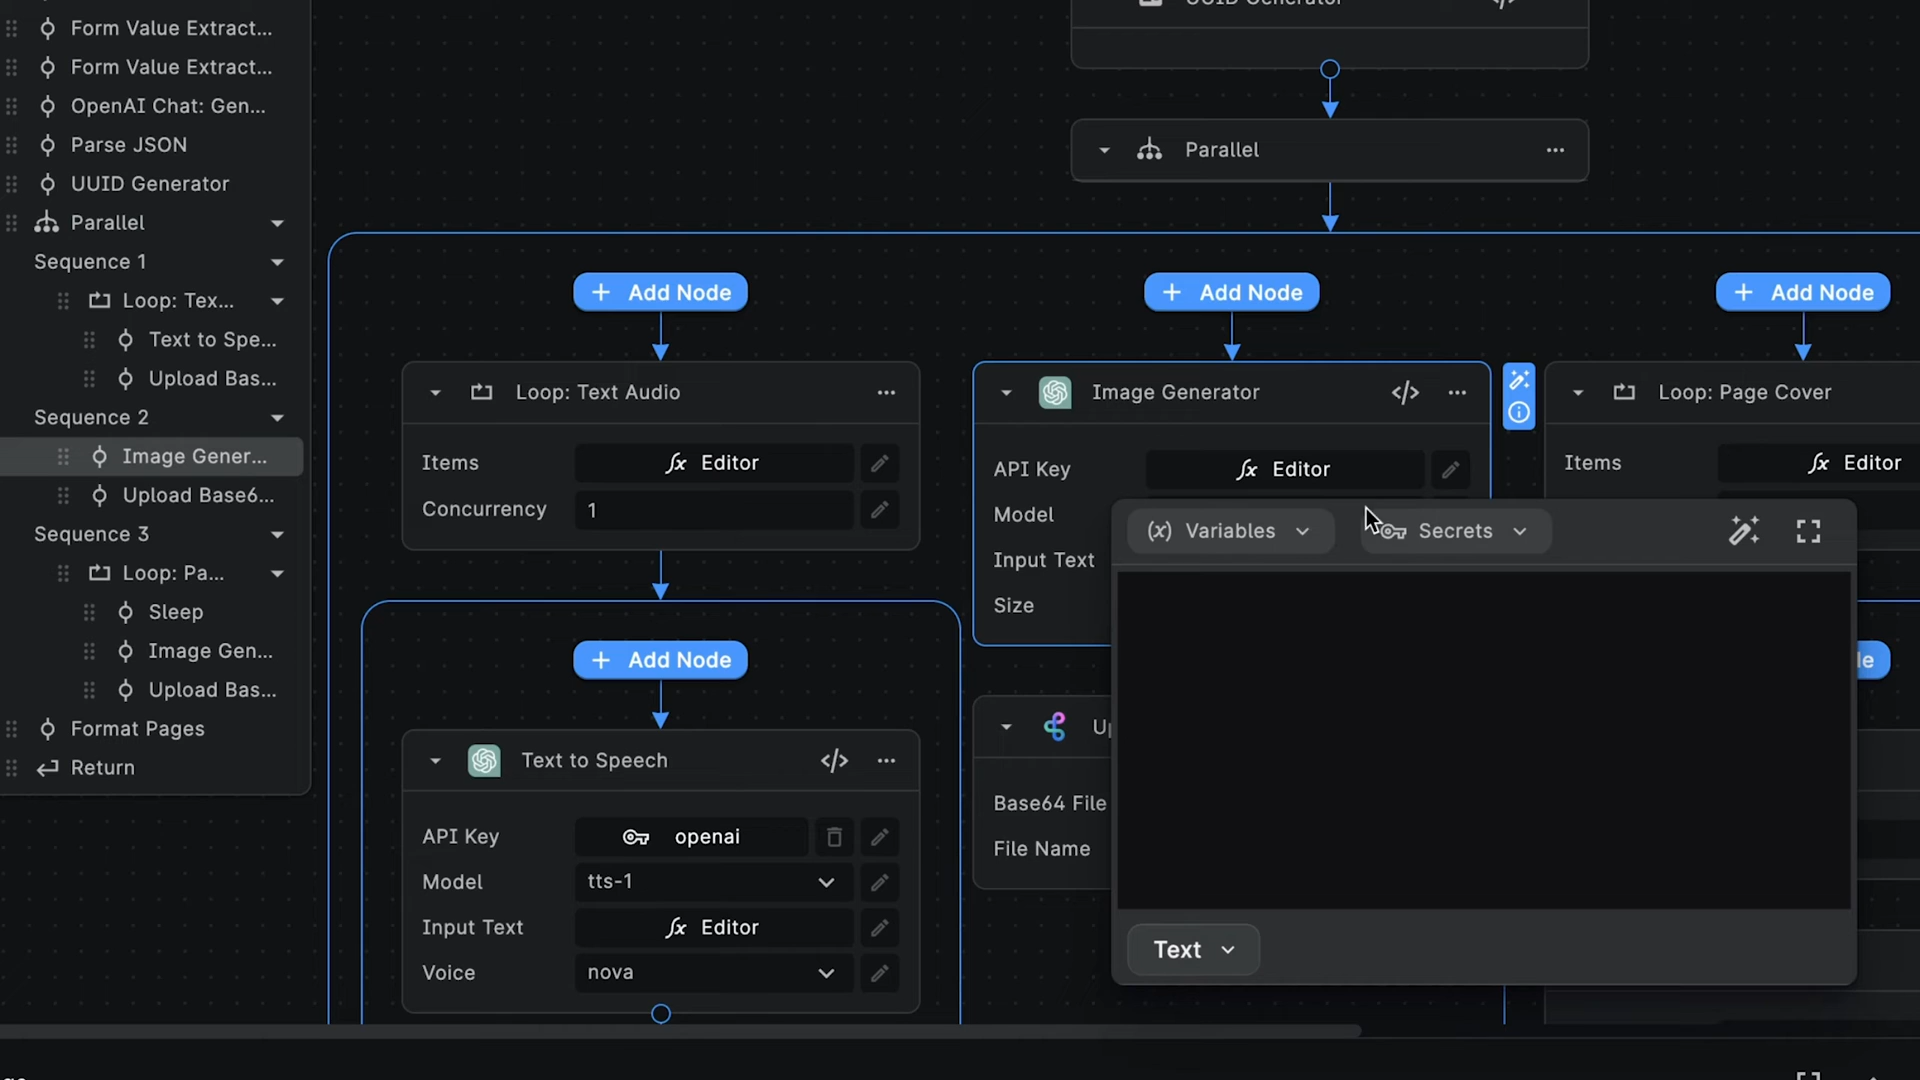 Form Value Extract...
Form Value Extract...
OpenAI Chat: Gen...
Parse JSON
UUID Generator
Parallel
Sequence 1
Loop: Tex...
Text to Spe...
Upload Bas...
Sequence 2
Image Gener...
Upload Base6...
Sequence 3
Loop: Pa...
Sleep
Image Gen...
Upload Bas...
Format Pages
Return
UUID Generator
Parallel
Add Node
Add Node
Add Node
Loop: Text Audio
Items
Editor
Concurrency
1
Add Node
Text to Speech
API Key
openai
Model
tts-1
Input Text
Editor
Voice
nova
Image Generator
API Key
Editor
Model
Input Text
Size
Base64 File
File Name
(x) Variables
Secrets
Text
Loop: Page Cover
Items
Editor